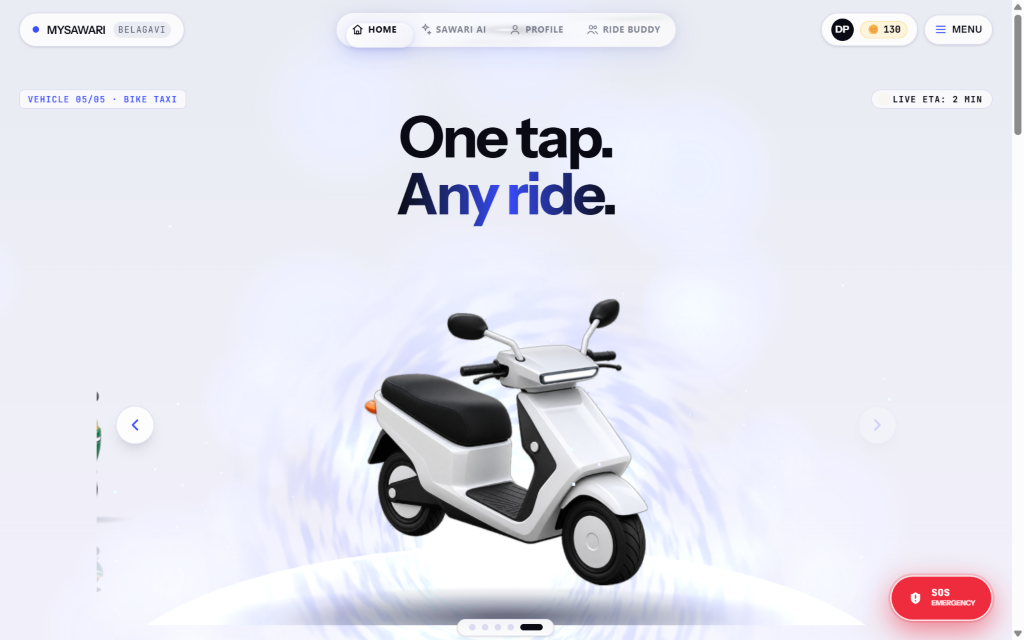 MYSAWARI BELAGAVI
HOME SAWARI AI PROFILE RIDE BUDDY
DP 130 MENU
VEHICLE 05/05 · BIKE TAXI
LIVE ETA: 2 MIN
One tap.
Any ride.
SOS
EMERGENCY